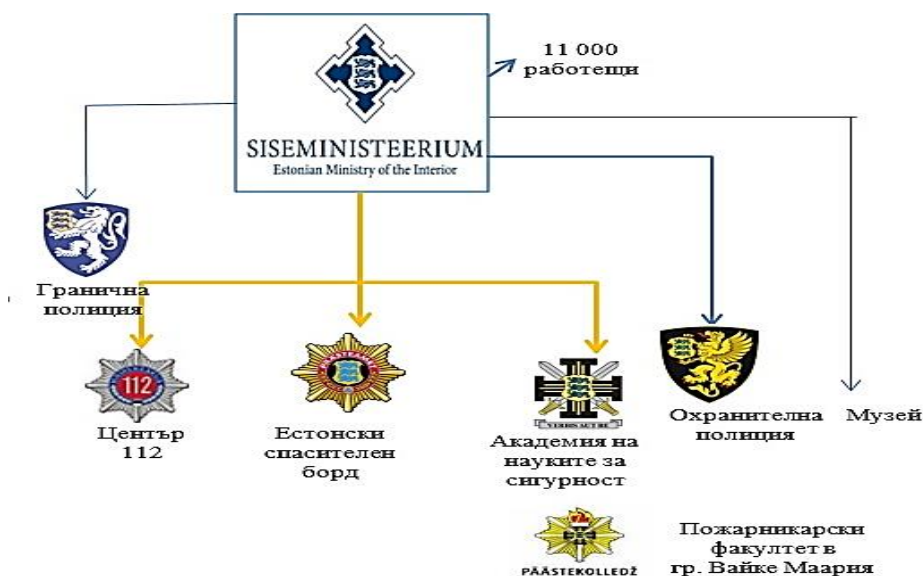 11 000
работещи
SISEMINISTEERIUM
Estonian Ministry of the Interior
Гранична
полиция
112
Център
112
Естонски
спасителен
борд
Академия на
науките за
сигурност
Охранителна
полиция
Музей
PÄÄSTEKOLLEDŽ
Пожарникарски
факултет в
гр. Вайке Маария